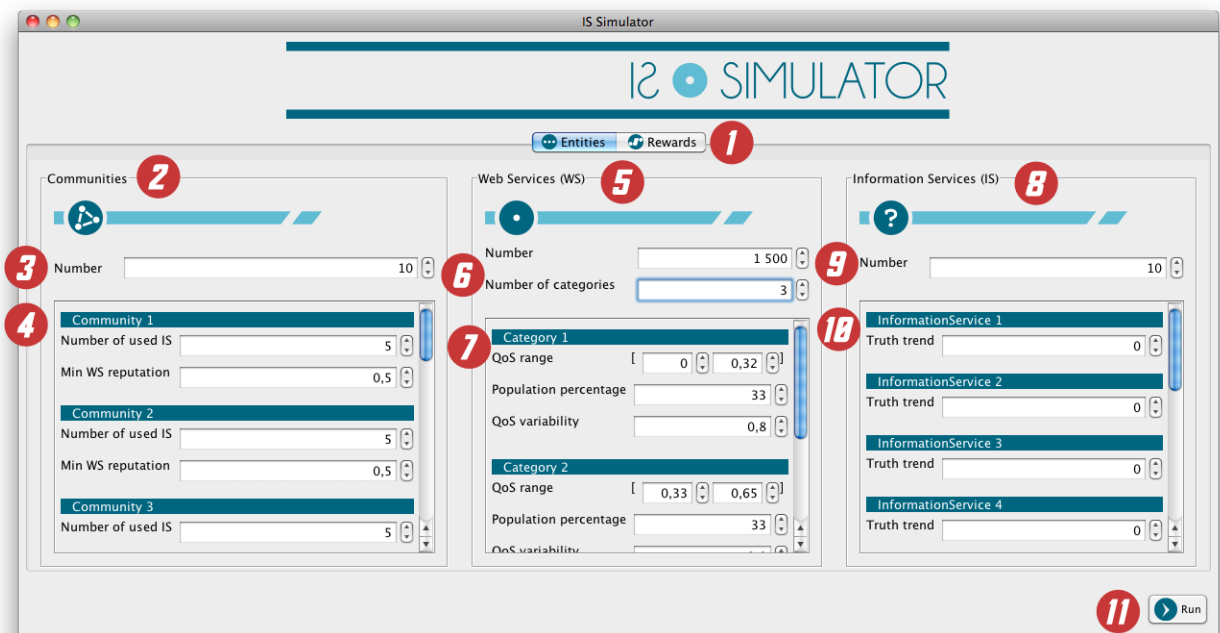 IS Simulator
IS SIMULATOR
Entities
Rewards
1
Communities
2
3
Number
10
4
Community 1
Number of used IS
5
Min WS reputation
0,5
Community 2
Number of used IS
5
Min WS reputation
0,5
Community 3
Number of used IS
5
Web Services (WS)
5
6
Number
1 500
Number of categories
3
7
Category 1
QoS range [ 0 0,32 ]
Population percentage
33
QoS variability
0,8
Category 2
QoS range [ 0,33 0,65 ]
Population percentage
33
QoS variability
Information Services (IS)
8
?
9
Number
10
10
InformationService 1
Truth trend
0
InformationService 2
Truth trend
0
InformationService 3
Truth trend
0
InformationService 4
Truth trend
0
11
Run